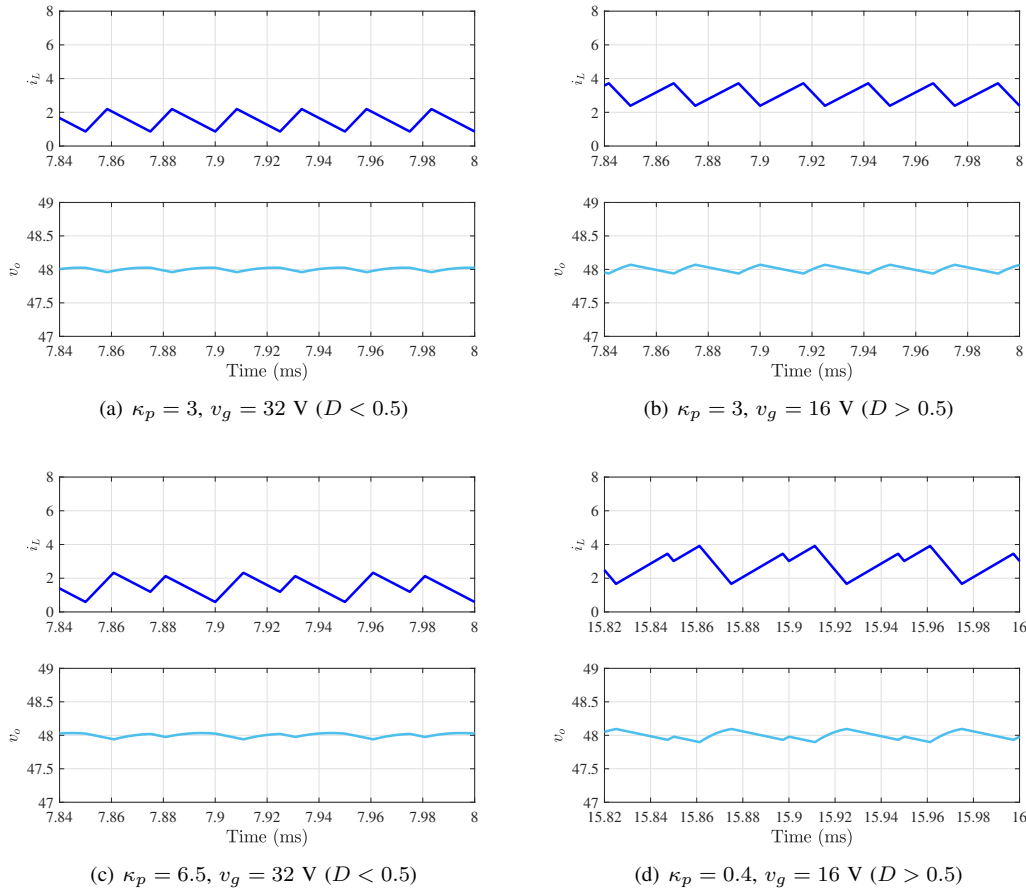 8
6
4
2
0
i_L
7.84 7.86 7.88 7.9 7.92 7.94 7.96 7.98 8
49
48.5
48
47.5
47
v_o
7.84 7.86 7.88 7.9 7.92 7.94 7.96 7.98 8
Time (ms)
(a) κ_p = 3, v_g = 32 V (D < 0.5)
8
6
4
2
0
i_L
7.84 7.86 7.88 7.9 7.92 7.94 7.96 7.98 8
49
48.5
48
47.5
47
v_o
7.84 7.86 7.88 7.9 7.92 7.94 7.96 7.98 8
Time (ms)
(b) κ_p = 3, v_g = 16 V (D > 0.5)
8
6
4
2
0
i_L
7.84 7.86 7.88 7.9 7.92 7.94 7.96 7.98 8
49
48.5
48
47.5
47
v_o
7.84 7.86 7.88 7.9 7.92 7.94 7.96 7.98 8
Time (ms)
(c) κ_p = 6.5, v_g = 32 V (D < 0.5)
8
6
4
2
0
i_L
15.82 15.84 15.86 15.88 15.9 15.92 15.94 15.96 15.98 16
49
48.5
48
47.5
47
v_o
15.82 15.84 15.86 15.88 15.9 15.92 15.94 15.96 15.98 16
Time (ms)
(d) κ_p = 0.4, v_g = 16 V (D > 0.5)